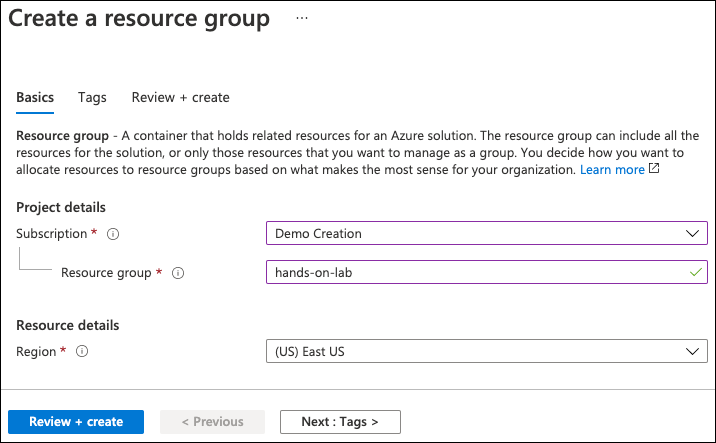 Create a resource group ...
Basics Tags Review + create
Resource group - A container that holds related resources for an Azure solution. The resource group can include all the
resources for the solution, or only those resources that you want to manage as a group. You decide how you want to
allocate resources to resource groups based on what makes the most sense for your organization. Learn more
Project details
Subscription * Demo Creation
Resource group * hands-on-lab
Resource details
Region * (US) East US
Review + create < Previous Next : Tags >